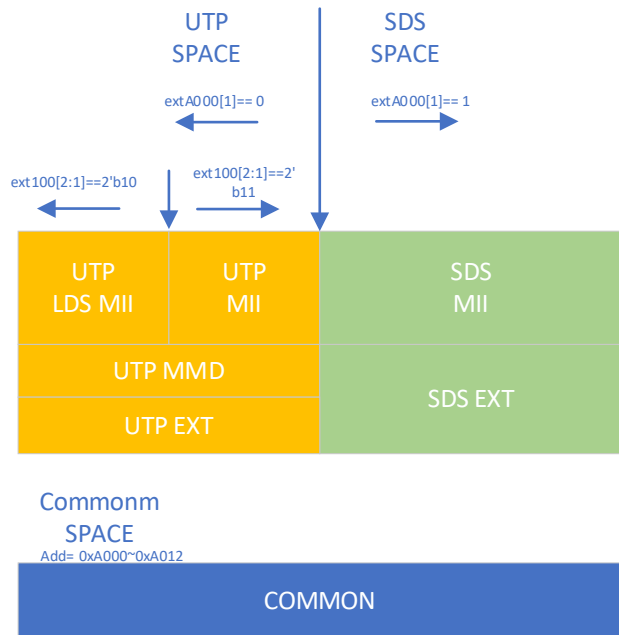 UTP
SPACE
SDS
SPACE
extA000[1]== 0
extA000[1]== 1
ext100[2:1]==2'b10
ext100[2:1]==2'
b11
UTP
LDS MII
UTP
MII
SDS
MII
UTP MMD
UTP EXT
SDS EXT
Commonm
SPACE
Add= 0xA000~0xA012
COMMON